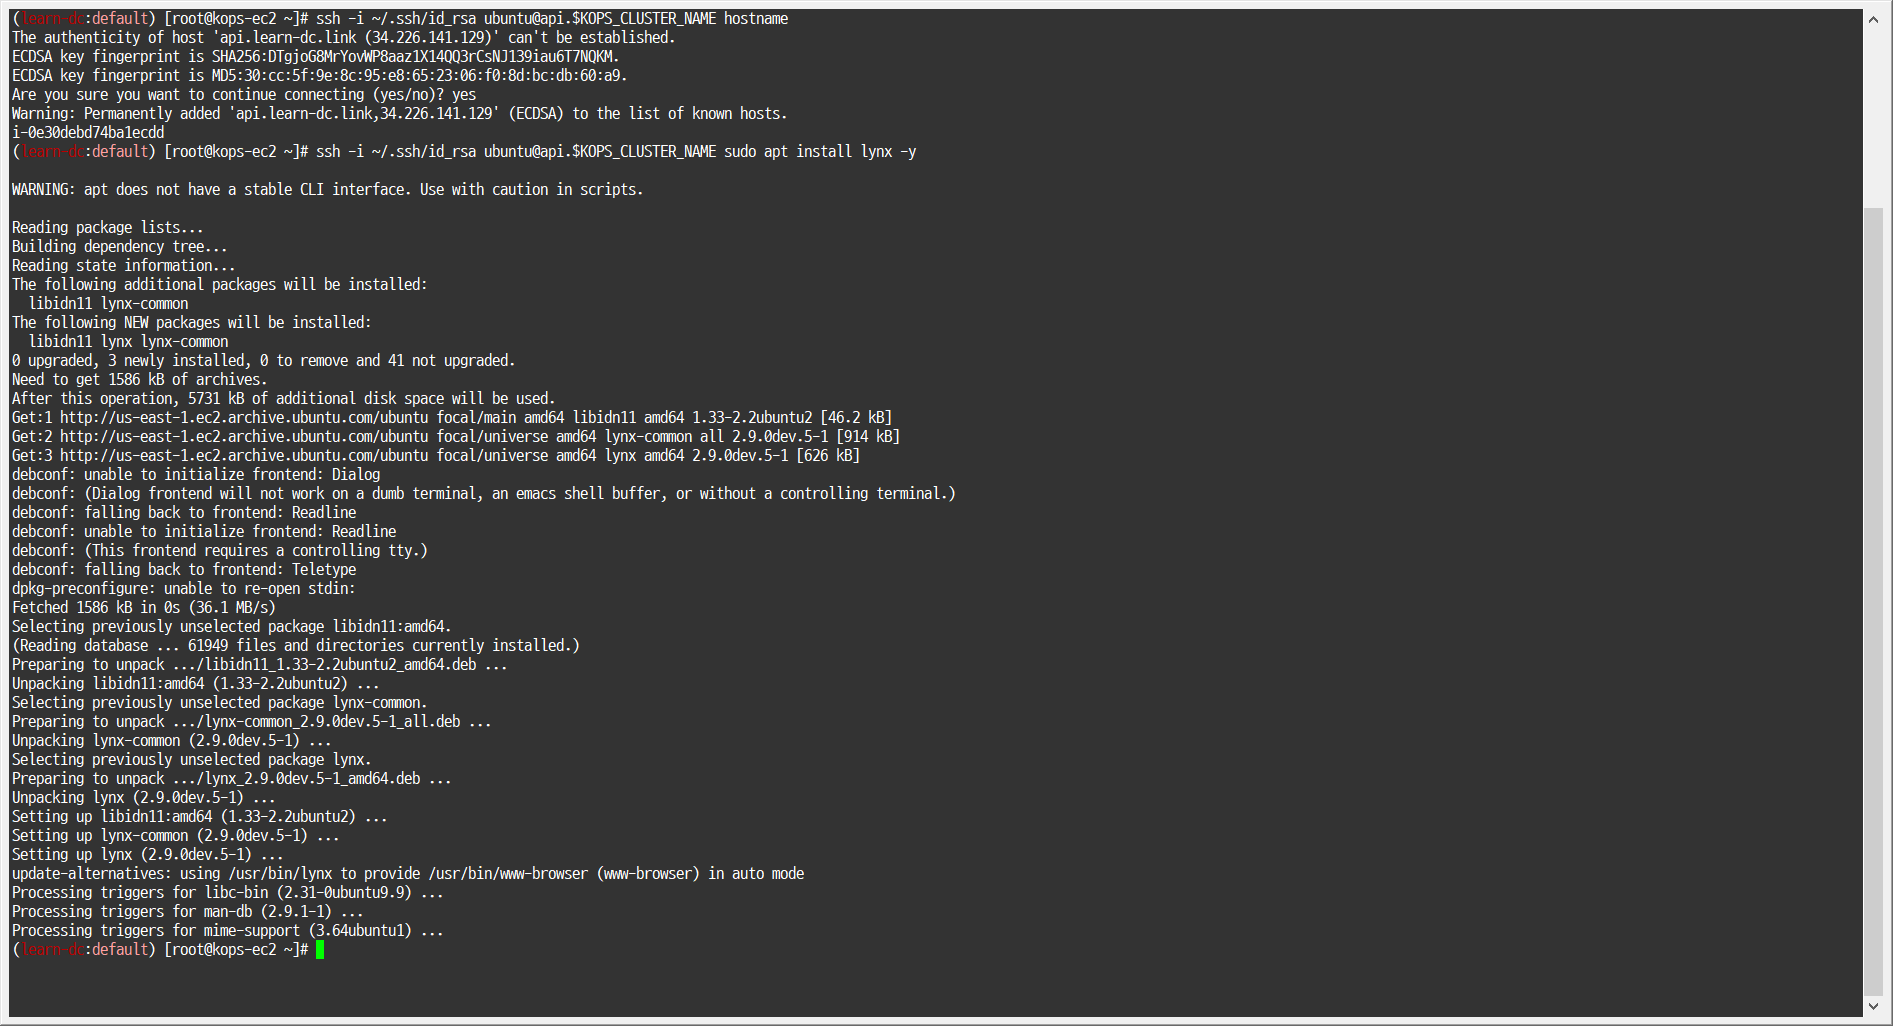 (learn-dc:default) [root@kops-ec2 ~]# ssh -i ~/.ssh/id_rsa ubuntu@api.$KOPS_CLUSTER_NAME hostname
The authenticity of host 'api.learn-dc.link (34.226.141.129)' can't be established.
ECDSA key fingerprint is SHA256:DTgjoG8MrYovWP8aaz1X14QQ3rCsNJ139iau6T7NQKM.
ECDSA key fingerprint is MD5:30:cc:5f:9e:8c:95:e8:65:23:06:f0:8d:bc:db:60:a9.
Are you sure you want to continue connecting (yes/no)? yes
Warning: Permanently added 'api.learn-dc.link,34.226.141.129' (ECDSA) to the list of known hosts.
i-0e30debd74ba1ecdd
(learn-dc:default) [root@kops-ec2 ~]# ssh -i ~/.ssh/id_rsa ubuntu@api.$KOPS_CLUSTER_NAME sudo apt install lynx -y
WARNING: apt does not have a stable CLI interface. Use with caution in scripts.
Reading package lists...
Building dependency tree...
Reading state information...
The following additional packages will be installed:
  libidn11 lynx-common
The following NEW packages will be installed:
  libidn11 lynx lynx-common
0 upgraded, 3 newly installed, 0 to remove and 41 not upgraded.
Need to get 1586 kB of archives.
After this operation, 5731 kB of additional disk space will be used.
Get:1 http://us-east-1.ec2.archive.ubuntu.com/ubuntu focal/main amd64 libidn11 amd64 1.33-2.2ubuntu2 [46.2 kB]
Get:2 http://us-east-1.ec2.archive.ubuntu.com/ubuntu focal/universe amd64 lynx-common all 2.9.0dev.5-1 [914 kB]
Get:3 http://us-east-1.ec2.archive.ubuntu.com/ubuntu focal/universe amd64 lynx amd64 2.9.0dev.5-1 [626 kB]
debconf: unable to initialize frontend: Dialog
debconf: (Dialog frontend will not work on a dumb terminal, an emacs shell buffer, or without a controlling terminal.)
debconf: falling back to frontend: Readline
debconf: unable to initialize frontend: Readline
debconf: (This frontend requires a controlling tty.)
debconf: falling back to frontend: Teletype
dpkg-preconfigure: unable to re-open stdin:
Fetched 1586 kB in 0s (36.1 MB/s)
Selecting previously unselected package libidn11:amd64.
(Reading database ... 61949 files and directories currently installed.)
Preparing to unpack .../libidn11_1.33-2.2ubuntu2_amd64.deb ...
Unpacking libidn11:amd64 (1.33-2.2ubuntu2) ...
Selecting previously unselected package lynx-common.
Preparing to unpack .../lynx-common_2.9.0dev.5-1_all.deb ...
Unpacking lynx-common (2.9.0dev.5-1) ...
Selecting previously unselected package lynx.
Preparing to unpack .../lynx_2.9.0dev.5-1_amd64.deb ...
Unpacking lynx (2.9.0dev.5-1) ...
Setting up libidn11:amd64 (1.33-2.2ubuntu2) ...
Setting up lynx-common (2.9.0dev.5-1) ...
Setting up lynx (2.9.0dev.5-1) ...
update-alternatives: using /usr/bin/lynx to provide /usr/bin/www-browser (www-browser) in auto mode
Processing triggers for libc-bin (2.31-0ubuntu9.9) ...
Processing triggers for man-db (2.9.1-1) ...
Processing triggers for mime-support (3.64ubuntu1) ...
(learn-dc:default) [root@kops-ec2 ~]#